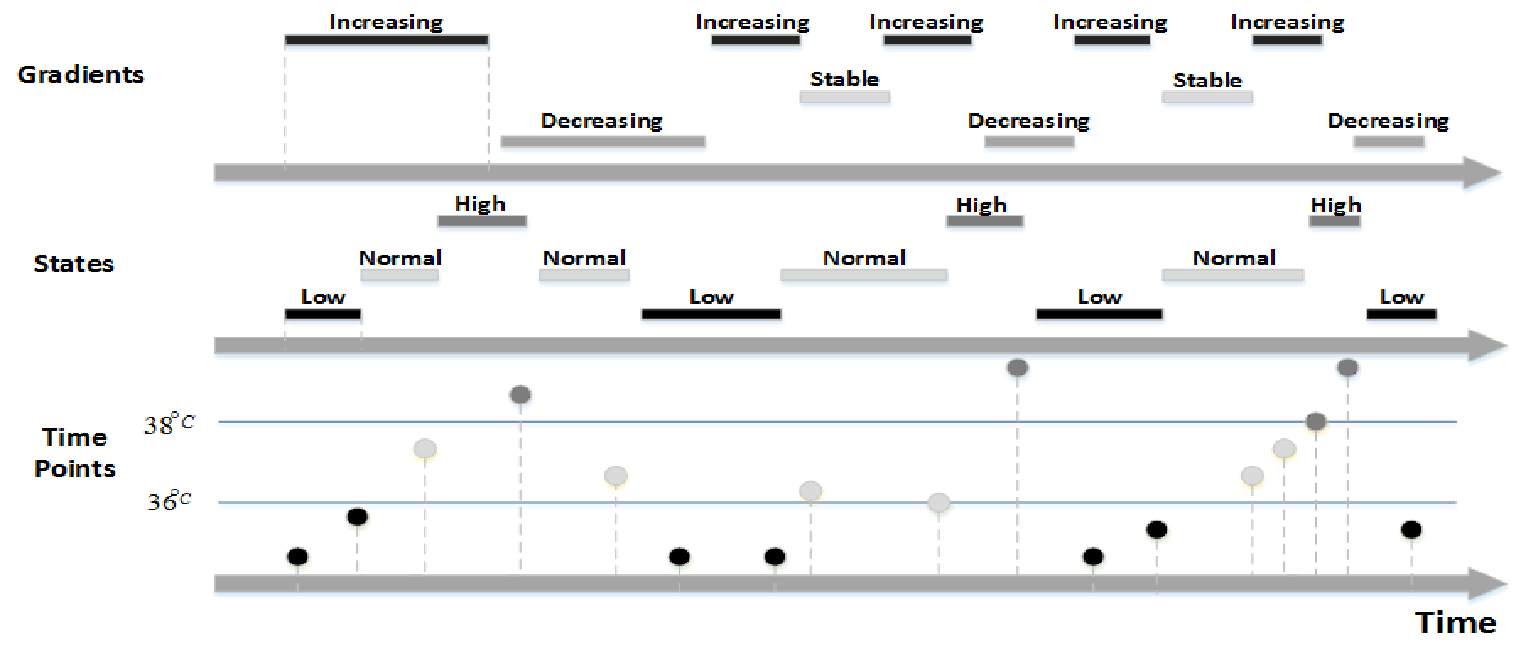 Increasing Increasing Increasing Increasing Increasing
Gradients
Stable Stable
Decreasing Decreasing Decreasing
High High High
States
Normal Normal Normal Normal
Low Low Low Low
38°C
Time
Points
36°C
Time